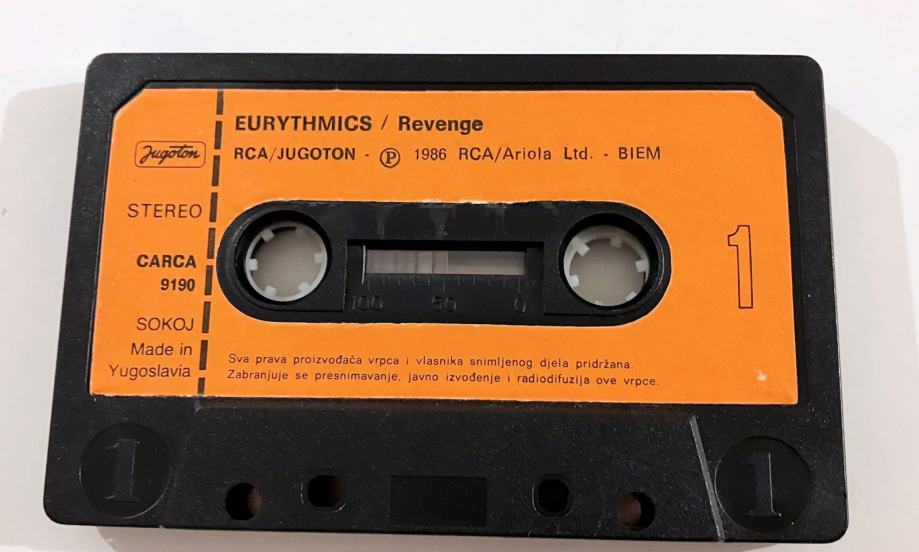 EURYTHMICS / Revenge
RCA/JUGOTON - Ⓟ 1986 RCA/Ariola Ltd. - BIEM
Jugoton
STEREO
CARCA
9190
SOKOJ
Made in
Yugoslavia
1
100 50 0
Sva prava proizvođača vrpca i vlasnika snimljenog djela pridržana.
Zabranjuje se presnimavanje, javno izvođenje i radiodifuzija ove vrpce.
1
1